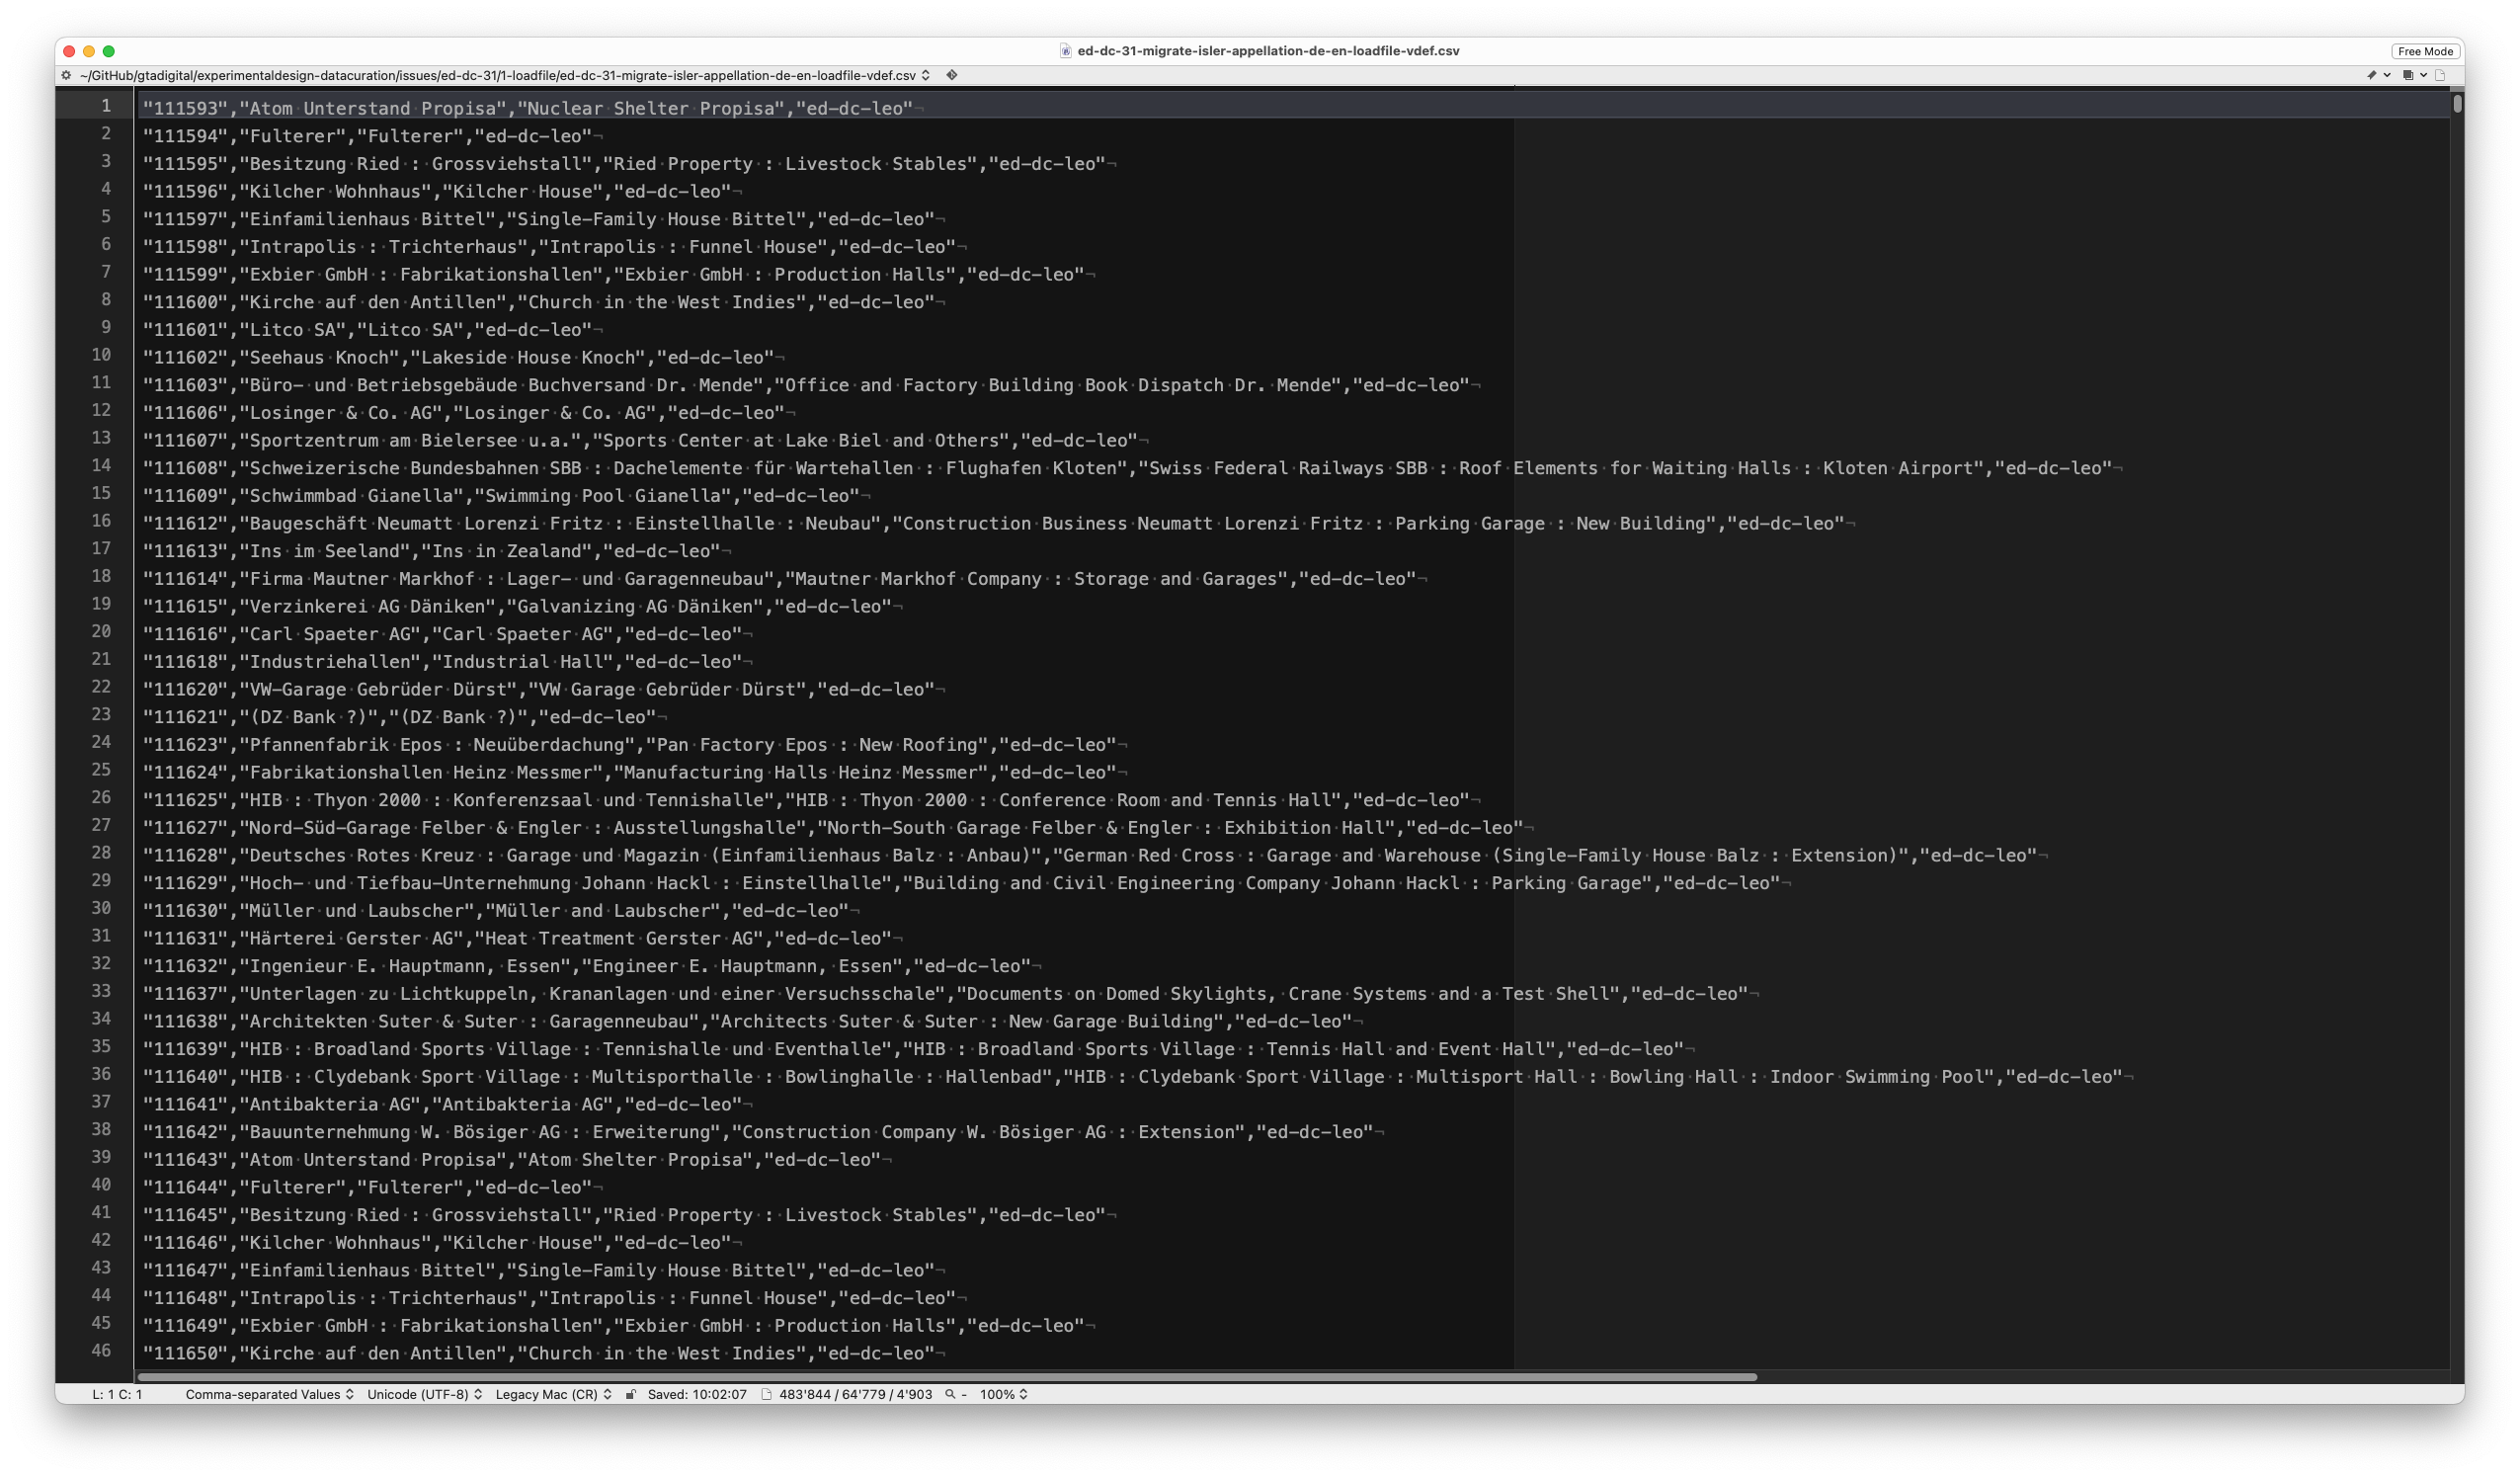 ed-dc-31-migrate-isler-appellation-de-en-loadfile-vdef.csv
Free Mode
~/GitHub/gtadigital/experimentaldesign-datacuration/issues/ed-dc-31/1-loadfile/ed-dc-31-migrate-isler-appellation-de-en-loadfile-vdef.csv
1 "111593","Atom Unterstand Propisa","Nuclear Shelter Propisa","ed-dc-leo"¬
2 "111594","Fulterer","Fulterer","ed-dc-leo"¬
3 "111595","Besitzung Ried : Grossviehstall","Ried Property : Livestock Stables","ed-dc-leo"¬
4 "111596","Kilcher Wohnhaus","Kilcher House","ed-dc-leo"¬
5 "111597","Einfamilienhaus Bittel","Single-Family House Bittel","ed-dc-leo"¬
6 "111598","Intrapolis : Trichterhaus","Intrapolis : Funnel House","ed-dc-leo"¬
7 "111599","Exbier GmbH : Fabrikationshallen","Exbier GmbH : Production Halls","ed-dc-leo"¬
8 "111600","Kirche auf den Antillen","Church in the West Indies","ed-dc-leo"¬
9 "111601","Litco SA","Litco SA","ed-dc-leo"¬
10 "111602","Seehaus Knoch","Lakeside House Knoch","ed-dc-leo"¬
11 "111603","Büro- und Betriebsgebäude Buchversand Dr. Mende","Office and Factory Building Book Dispatch Dr. Mende","ed-dc-leo"¬
12 "111606","Losinger & Co. AG","Losinger & Co. AG","ed-dc-leo"¬
13 "111607","Sportzentrum am Bielersee u.a.","Sports Center at Lake Biel and Others","ed-dc-leo"¬
14 "111608","Schweizerische Bundesbahnen SBB : Dachelemente für Wartehallen : Flughafen Kloten","Swiss Federal Railways SBB : Roof Elements for Waiting Halls : Kloten Airport","ed-dc-leo"¬
15 "111609","Schwimmbad Gianella","Swimming Pool Gianella","ed-dc-leo"¬
16 "111612","Baugeschäft Neumatt Lorenzi Fritz : Einstellhalle : Neubau","Construction Business Neumatt Lorenzi Fritz : Parking Garage : New Building","ed-dc-leo"¬
17 "111613","Ins im Seeland","Ins in Zealand","ed-dc-leo"¬
18 "111614","Firma Mautner Markhof : Lager- und Garagenneubau","Mautner Markhof Company : Storage and Garages","ed-dc-leo"¬
19 "111615","Verzinkerei AG Däniken","Galvanizing AG Däniken","ed-dc-leo"¬
20 "111616","Carl Spaeter AG","Carl Spaeter AG","ed-dc-leo"¬
21 "111618","Industriehallen","Industrial Hall","ed-dc-leo"¬
22 "111620","VW-Garage Gebrüder Dürst","VW Garage Gebrüder Dürst","ed-dc-leo"¬
23 "111621","(DZ Bank ?)","(DZ Bank ?)","ed-dc-leo"¬
24 "111623","Pfannenfabrik Epos : Neuüberdachung","Pan Factory Epos : New Roofing","ed-dc-leo"¬
25 "111624","Fabrikationshallen Heinz Messmer","Manufacturing Halls Heinz Messmer","ed-dc-leo"¬
26 "111625","HIB : Thyon 2000 : Konferenzsaal und Tennishalle","HIB : Thyon 2000 : Conference Room and Tennis Hall","ed-dc-leo"¬
27 "111627","Nord-Süd-Garage Felber & Engler : Ausstellungshalle","North-South Garage Felber & Engler : Exhibition Hall","ed-dc-leo"¬
28 "111628","Deutsches Rotes Kreuz : Garage und Magazin (Einfamilienhaus Balz : Anbau)","German Red Cross : Garage and Warehouse (Single-Family House Balz : Extension)","ed-dc-leo"¬
29 "111629","Hoch- und Tiefbau-Unternehmung Johann Hackl : Einstellhalle","Building and Civil Engineering Company Johann Hackl : Parking Garage","ed-dc-leo"¬
30 "111630","Müller und Laubscher","Müller and Laubscher","ed-dc-leo"¬
31 "111631","Härterei Gerster AG","Heat Treatment Gerster AG","ed-dc-leo"¬
32 "111632","Ingenieur E. Hauptmann, Essen","Engineer E. Hauptmann, Essen","ed-dc-leo"¬
33 "111637","Unterlagen zu Lichtkuppeln, Krananlagen und einer Versuchsschale","Documents on Domed Skylights, Crane Systems and a Test Shell","ed-dc-leo"¬
34 "111638","Architekten Suter & Suter : Garagenneubau","Architects Suter & Suter : New Garage Building","ed-dc-leo"¬
35 "111639","HIB : Broadland Sports Village : Tennishalle und Eventhalle","HIB : Broadland Sports Village : Tennis Hall and Event Hall","ed-dc-leo"¬
36 "111640","HIB : Clydebank Sport Village : Multisporthalle : Bowlinghalle : Hallenbad","HIB : Clydebank Sport Village : Multisport Hall : Bowling Hall : Indoor Swimming Pool","ed-dc-leo"¬
37 "111641","Antibakteria AG","Antibakteria AG","ed-dc-leo"¬
38 "111642","Bauunternehmung W. Bösiger AG : Erweiterung","Construction Company W. Bösiger AG : Extension","ed-dc-leo"¬
39 "111643","Atom Unterstand Propisa","Atom Shelter Propisa","ed-dc-leo"¬
40 "111644","Fulterer","Fulterer","ed-dc-leo"¬
41 "111645","Besitzung Ried : Grossviehstall","Ried Property : Livestock Stables","ed-dc-leo"¬
42 "111646","Kilcher Wohnhaus","Kilcher House","ed-dc-leo"¬
43 "111647","Einfamilienhaus Bittel","Single-Family House Bittel","ed-dc-leo"¬
44 "111648","Intrapolis : Trichterhaus","Intrapolis : Funnel House","ed-dc-leo"¬
45 "111649","Exbier GmbH : Fabrikationshallen","Exbier GmbH : Production Halls","ed-dc-leo"¬
46 "111650","Kirche auf den Antillen","Church in the West Indies","ed-dc-leo"¬
L: 1 C: 1 Comma-separated Values Unicode (UTF-8) Legacy Mac (CR) Saved: 10:02:07 483'844 / 64'779 / 4'903 - 100%